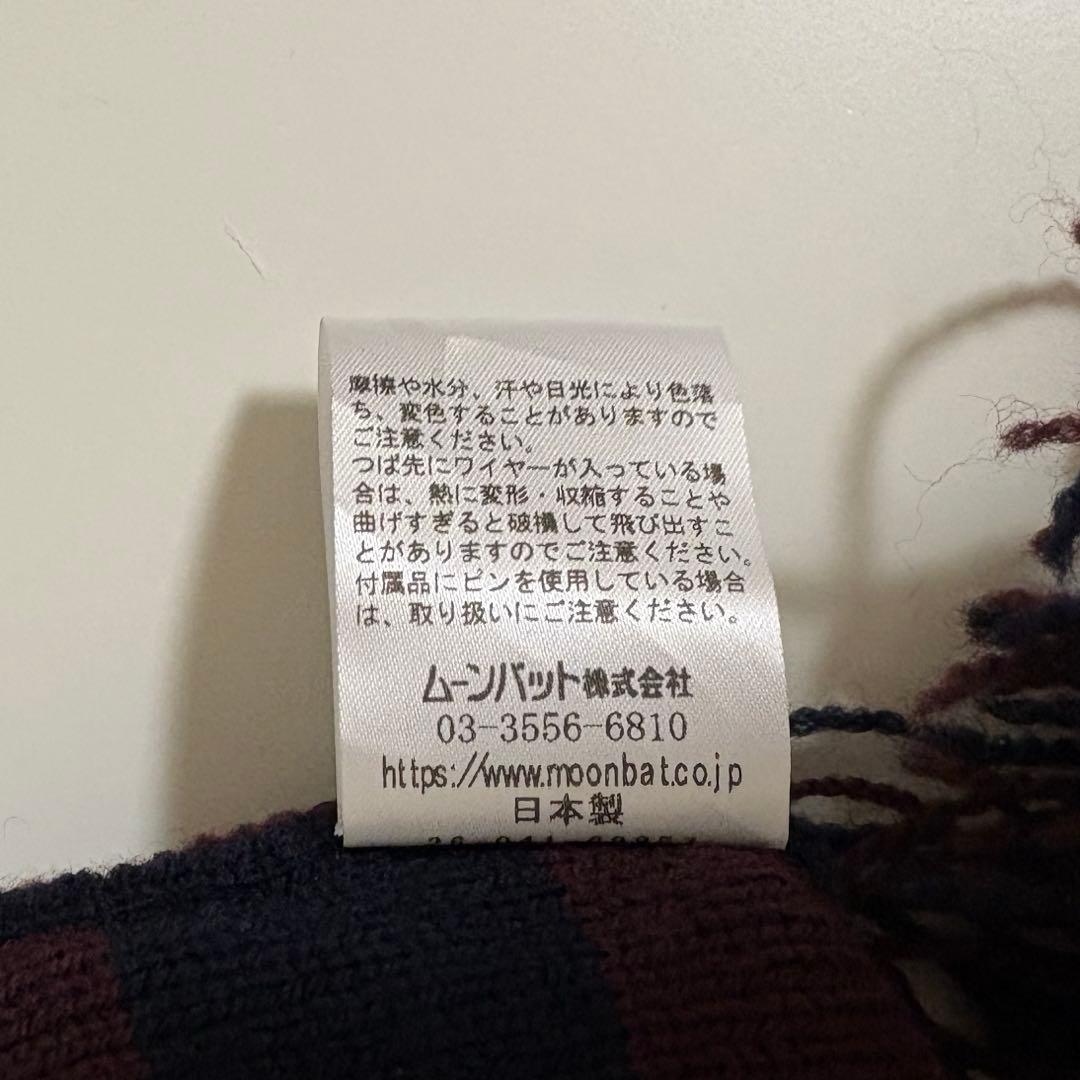 摩擦や水分、汗や日光により色落
ち、変色することがありますので
ご注意ください。
つば先にワイヤーが入っている場
合は、熱に変形・収縮することや
曲げすぎると破損して飛び出すこ
とがありますのでご注意ください。
付属品にピンを使用している場合
は、取り扱いにご注意ください。
ムーンバット株式会社
03-3556-6810
https://www.moonbat.co.jp
日本製